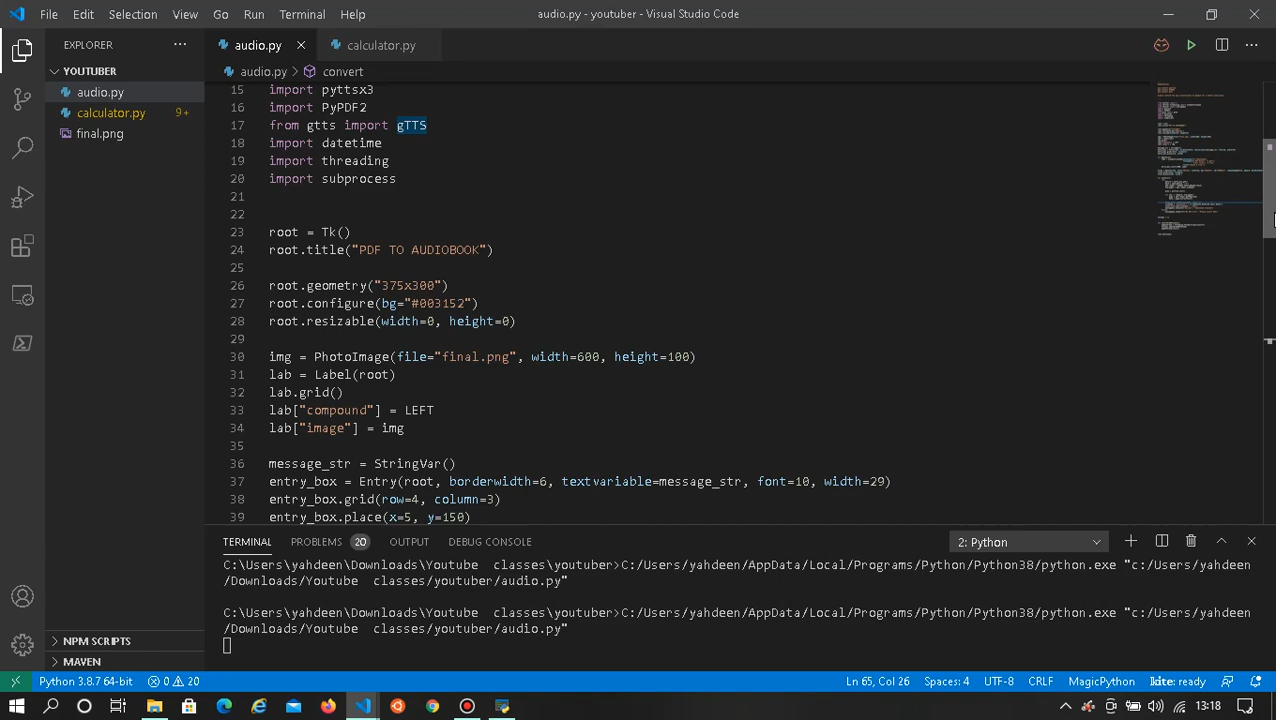 File Edit Selection View Go Run Terminal Help audio.py - youtuber - Visual Studio Code
EXPLORER ··· audio.py × calculator.py
YOUTUBER audio.py > convert
audio.py
calculator.py 9+
final.png
15 import pyttsx3
16 import PyPDF2
17 from gtts import gTTS
18 import datetime
19 import threading
20 import subprocess
21
22
23 root = Tk()
24 root.title("PDF TO AUDIOBOOK")
25
26 root.geometry("375x300")
27 root.configure(bg="#003152")
28 root.resizable(width=0, height=0)
29
30 img = PhotoImage(file="final.png", width=600, height=100)
31 lab = Label(root)
32 lab.grid()
33 lab["compound"] = LEFT
34 lab["image"] = img
35
36 message_str = StringVar()
37 entry_box = Entry(root, borderwidth=6, textvariable=message_str, font=10, width=29)
38 entry_box.grid(row=4, column=3)
39 entry_box.place(x=5, y=150)
TERMINAL PROBLEMS 20 OUTPUT DEBUG CONSOLE 2: Python
C:\Users\yahdeen\Downloads\Youtube classes\youtuber>C:/Users/yahdeen/AppData/Local/Programs/Python/Python38/python.exe "c:/Users/yahdeen
/Downloads/Youtube classes/youtuber/audio.py"
C:\Users\yahdeen\Downloads\Youtube classes\youtuber>C:/Users/yahdeen/AppData/Local/Programs/Python/Python38/python.exe "c:/Users/yahdeen
/Downloads/Youtube classes/youtuber/audio.py"
NPM SCRIPTS
MAVEN
Python 3.8.7 64-bit 0 20 Ln 65, Col 26 Spaces: 4 UTF-8 CRLF MagicPython kite: ready
13:18